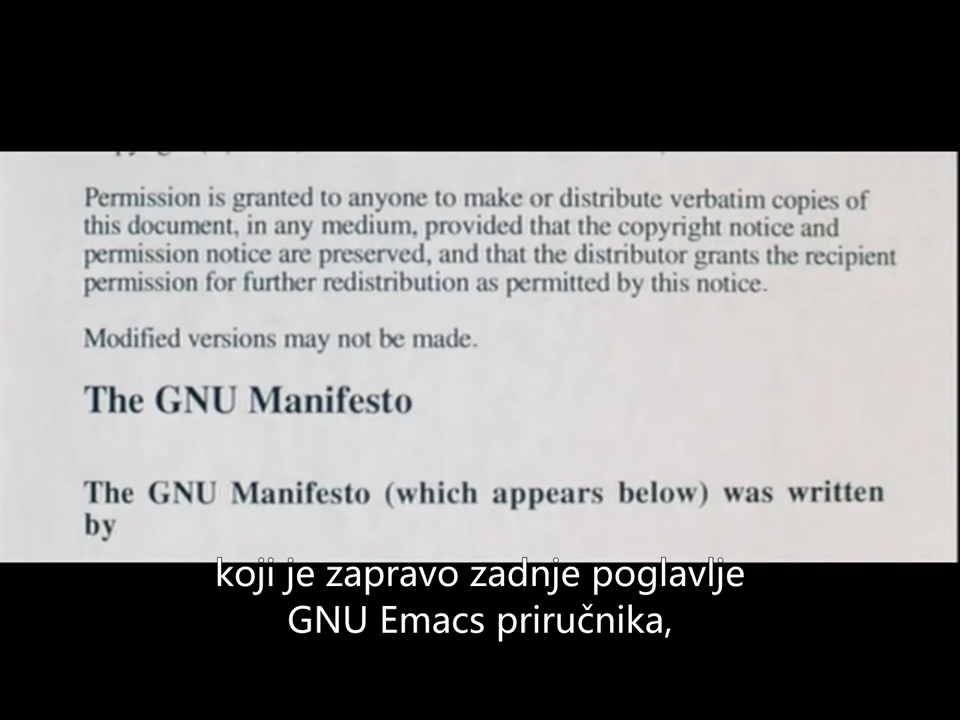 Permission is granted to anyone to make or distribute verbatim copies of
this document, in any medium, provided that the copyright notice and
permission notice are preserved, and that the distributor grants the recipient
permission for further redistribution as permitted by this notice.
Modified versions may not be made.
The GNU Manifesto
The GNU Manifesto (which appears below) was written
by
koji je zapravo zadnje poglavlje
GNU Emacs priručnika,